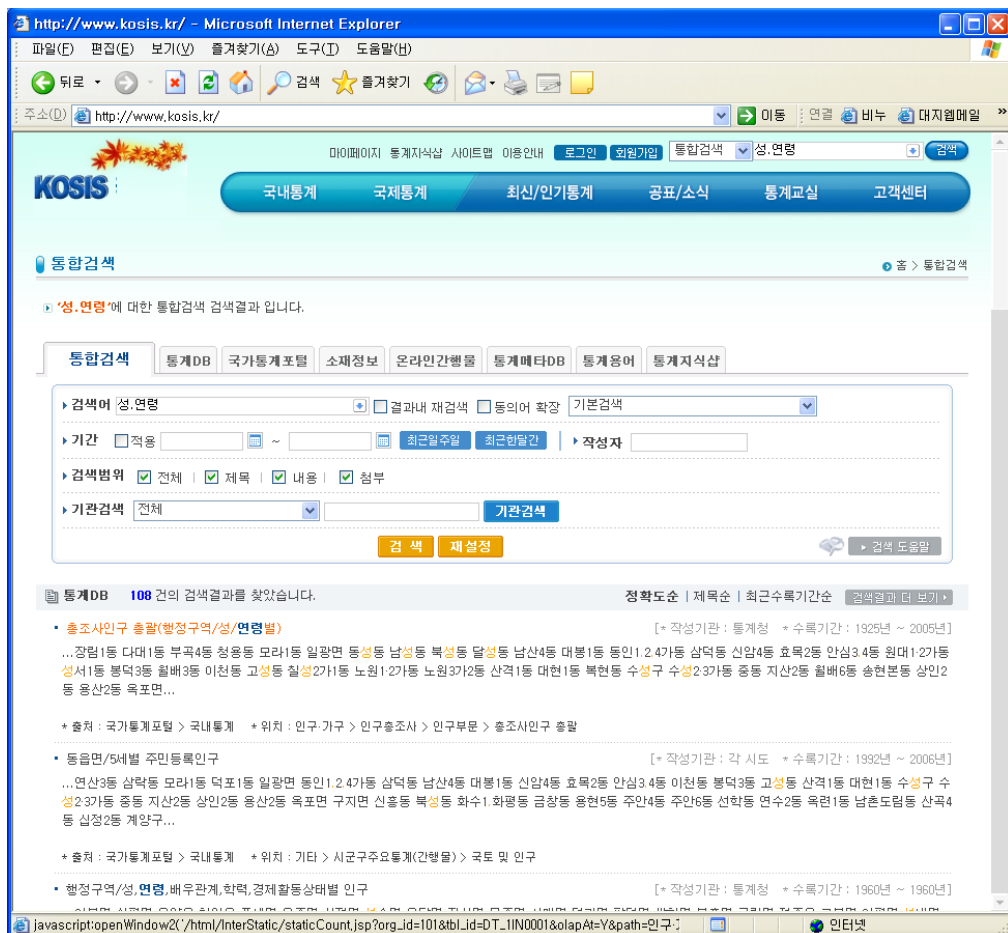 http://www.kosis.kr/ - Microsoft Internet Explorer
파일(F) 편집(E) 보기(V) 즐겨찾기(A) 도구(T) 도움말(H)
뒤로 검색 즐겨찾기
주소(D) http://www.kosis.kr/ 이동 연결 비누 대지웹메일 »
마이페이지 통계지식샵 사이트맵 이용안내 로그인 회원가입 통합검색 성.연령 검색
KOSIS
국내통계 국제통계 최신/인기통계 공표/소식 통계교실 고객센터
통합검색 홈 > 통합검색
'성.연령'에 대한 통합검색 검색결과 입니다.
통합검색 통계DB 국가통계포털 소재정보 온라인간행물 통계메타DB 통계용어 통계지식샵
검색어 성.연령 결과내 재검색 동의어 확장 기본검색
기간 적용 ~ 최근일주일 최근한달간 작성자
검색범위 전체 | 제목 | 내용 | 첨부
기관검색 전체 기관검색
검 색 재설정 검색 도움말
통계DB 108 건의 검색결과를 찾았습니다. 정확도순 | 제목순 | 최근수록기간순 검색결과 더 보기
총조사인구 총괄(행정구역/성/연령별) [* 작성기관 : 통계청 * 수록기간 : 1925년 ~ 2005년]
...장림1동 다대1동 부곡4동 청용동 모라1동 일광면 동성동 남성동 북성동 달성동 남산4동 대봉1동 동인1.2.4가동 삼덕동 신암4동 효목2동 안심3.4동 원대1·2가동
성서1동 봉덕3동 월배3동 이천동 고성동 칠성2가1동 노원1·2가동 노원3가2동 산격1동 대현1동 복현동 수성구 수성2·3가동 중동 지산2동 월배6동 송현본동 상인2
동 용산2동 옥포면...
* 출처 : 국가통계포털 > 국내통계 * 위치 : 인구·가구 > 인구총조사 > 인구부문 > 총조사인구 총괄
동읍면/5세별 주민등록인구 [* 작성기관 : 각 시도 * 수록기간 : 1992년 ~ 2006년]
...연산3동 삼락동 모라1동 덕포1동 일광면 동인1.2.4가동 삼덕동 남산4동 대봉1동 신암4동 효목2동 안심3.4동 이천동 봉덕3동 고성동 산격1동 대현1동 수성구 수
성2·3가동 중동 지산2동 상인2동 용산2동 옥포면 구지면 신흥동 북성동 화수1.화평동 금창동 용현5동 주안4동 주안6동 선학동 연수2동 옥련1동 남촌도림동 산곡4
동 십정2동 계양구...
* 출처 : 국가통계포털 > 국내통계 * 위치 : 기타 > 시군구주요통계(간행물) > 국토 및 인구
행정구역/성,연령,배우관계,학력,경제활동상태별 인구 [* 작성기관 : 통계청 * 수록기간 : 1960년 ~ 1960년]
javascript:openWindow2('/html/InterStatic/staticCount.jsp?org_id=101&tbl_id=DT_1IN0001&olapAt=Y&path=인구· 인터넷